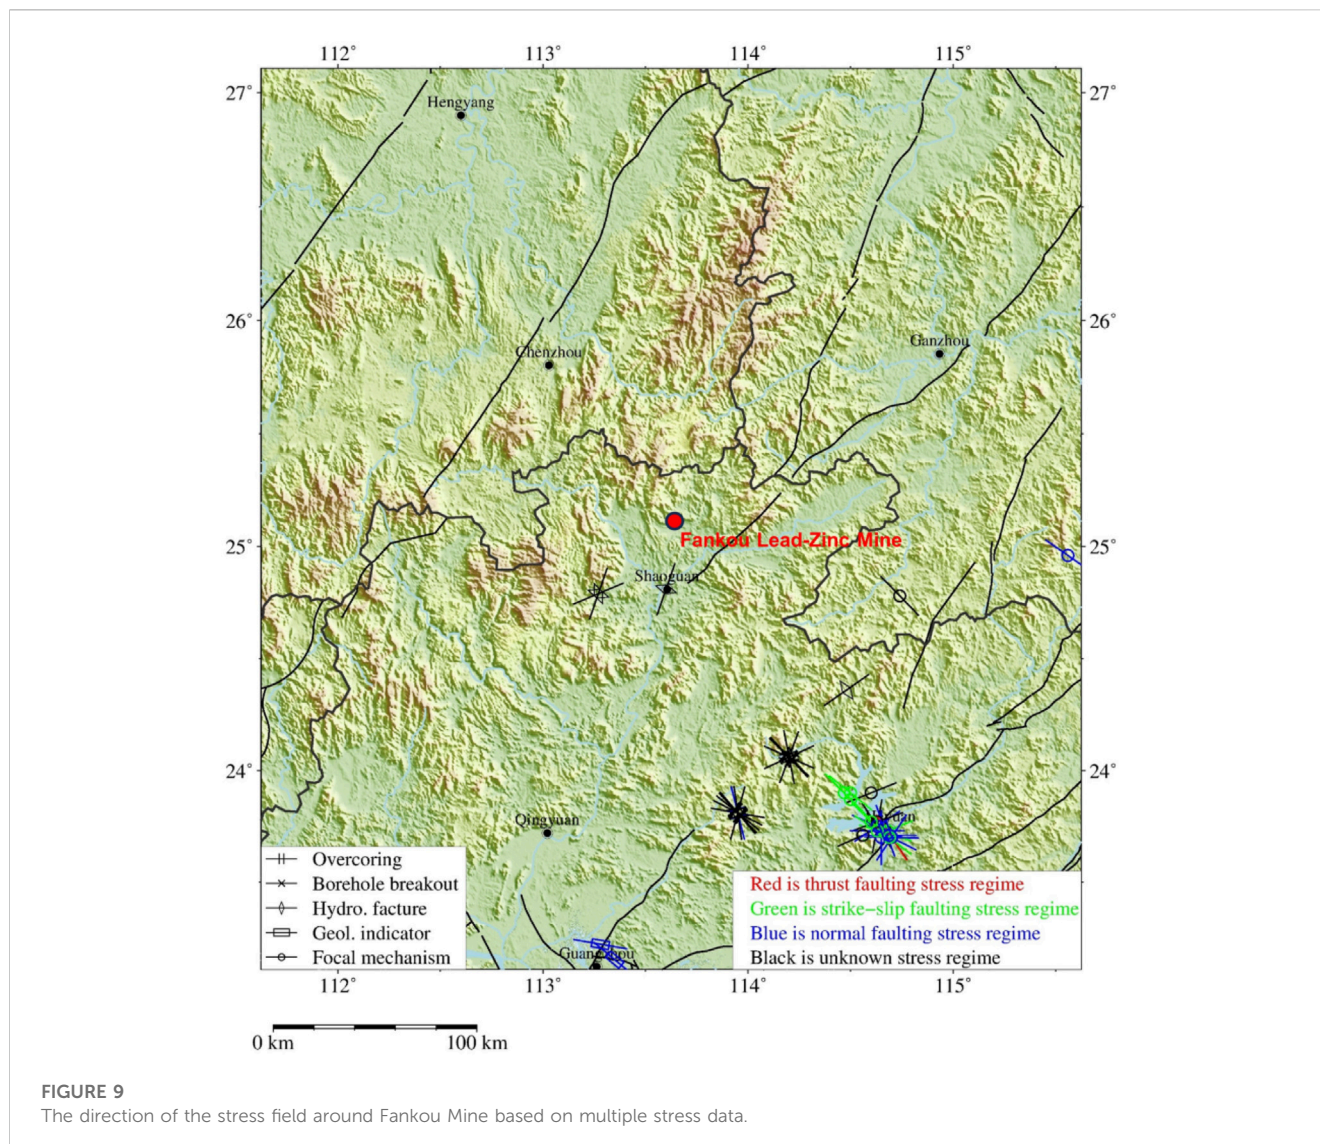 112° 113° 114° 115°
27° 27°
Hengyang
26° 26°
Chenzhou
Ganzhou
Fankou Lead-Zinc Mine
25° 25°
Shaoguan
24° 24°
Qingyuan
Guangzhou
Overcoring
Borehole breakout
Hydro. facture
Geol. indicator
Focal mechanism
Red is thrust faulting stress regime
Green is strike–slip faulting stress regime
Blue is normal faulting stress regime
Black is unknown stress regime
112° 113° 114° 115°
0 km 100 km
FIGURE 9
The direction of the stress field around Fankou Mine based on multiple stress data.